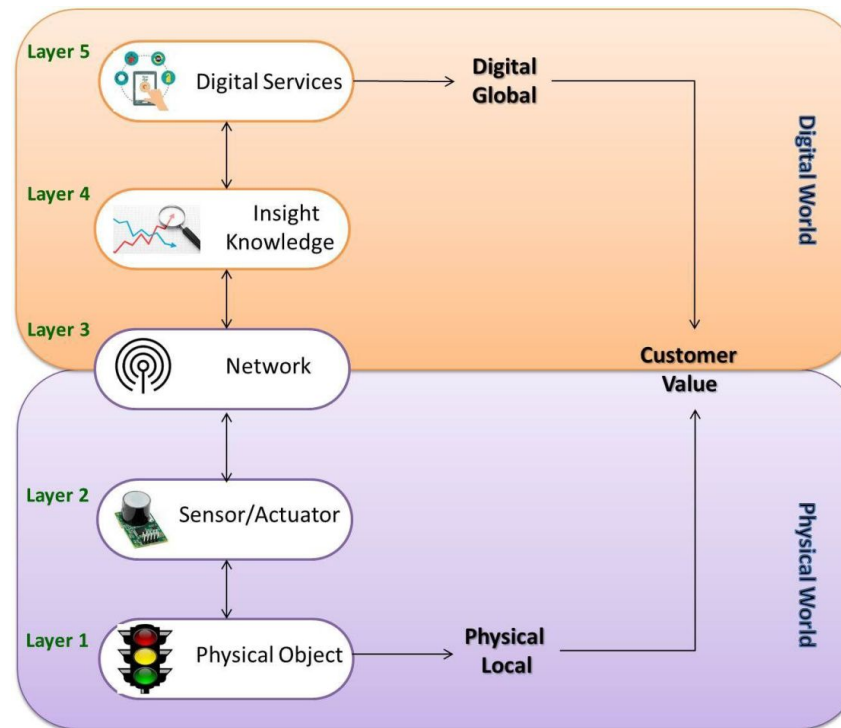 Layer 5
Digital Services
Digital
Global
Digital World
Layer 4
Insight
Knowledge
Layer 3
Network
Customer
Value
Layer 2
Sensor/Actuator
Physical World
Layer 1
Physical Object
Physical
Local